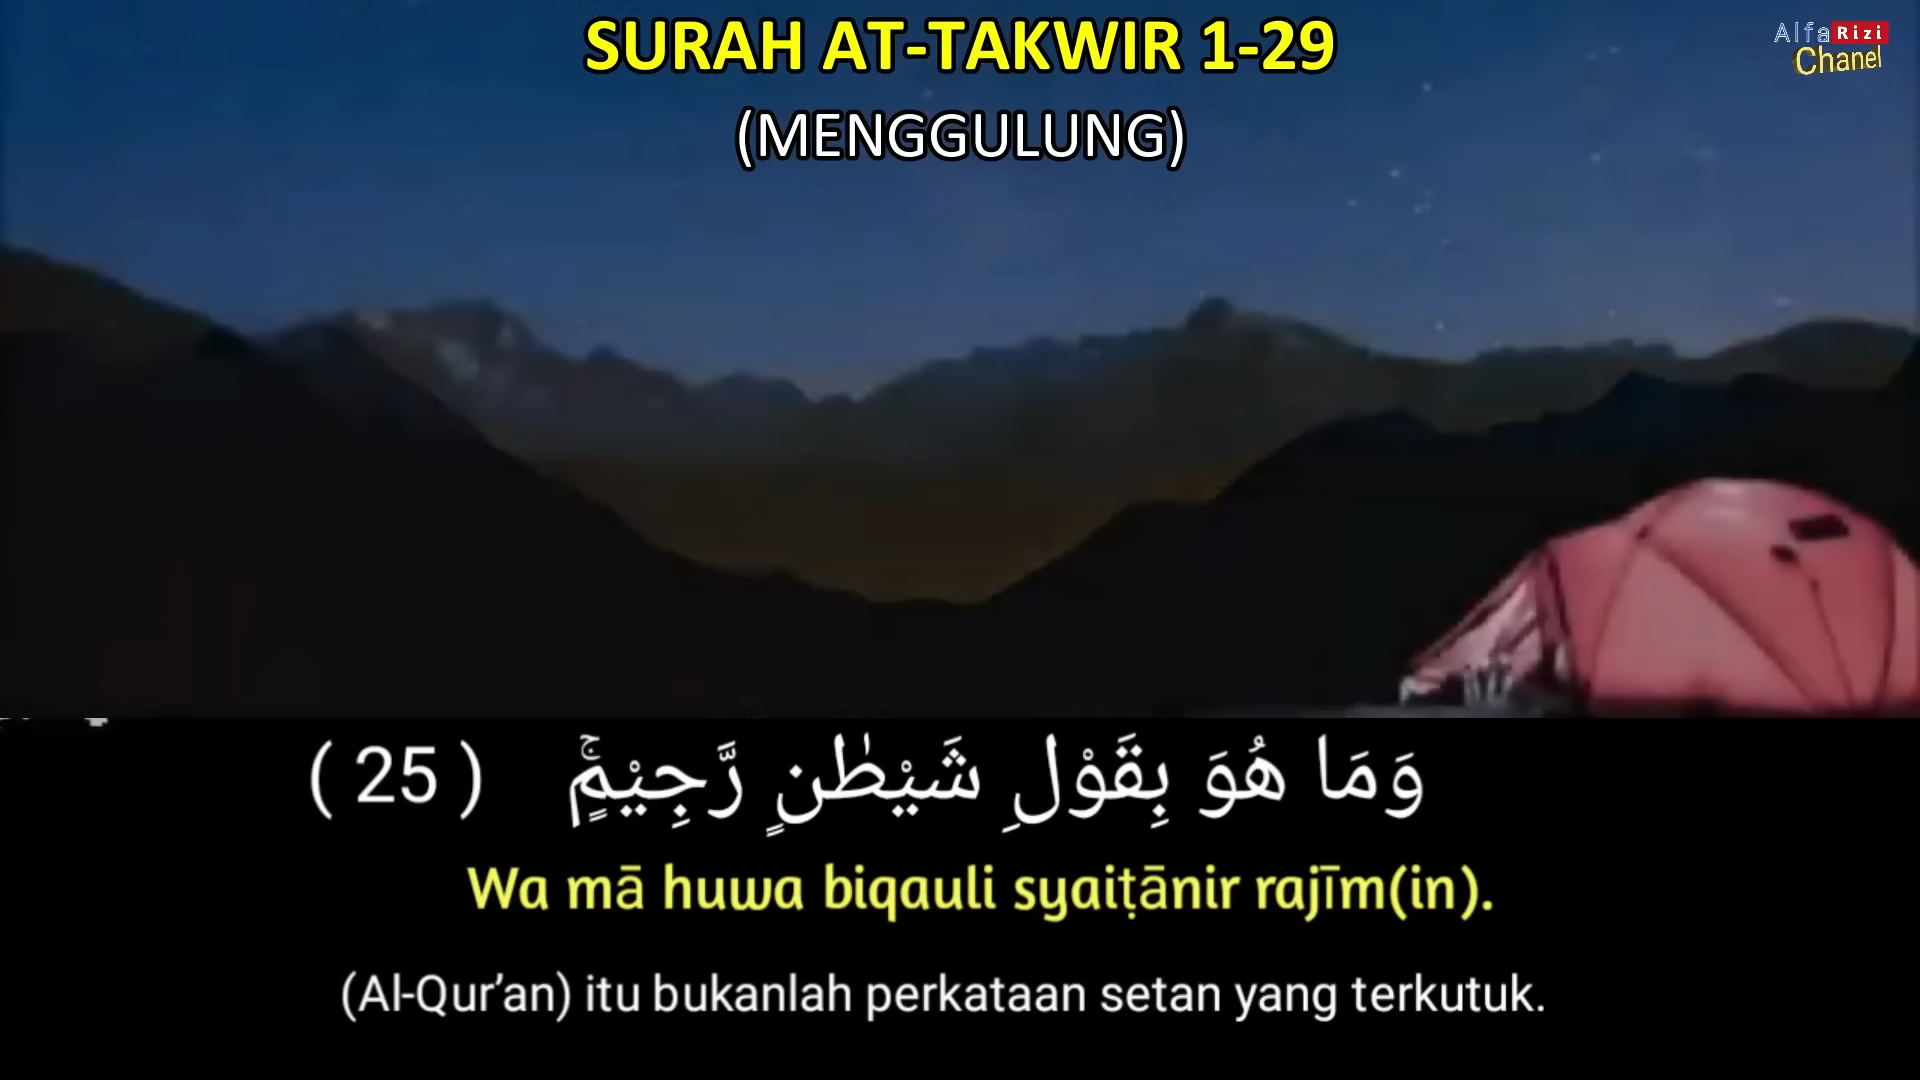 SURAH AT-TAKWIR 1-29
(MENGGULUNG)
Alfa Rizi
Chanel
وَمَا هُوَ بِقَوْلِ شَيْطٰنٍ رَّجِيْمٍۚ ( 25 )
Wa mā huwa biqauli syaiṭānir rajīm(in).
(Al-Qur’an) itu bukanlah perkataan setan yang terkutuk.